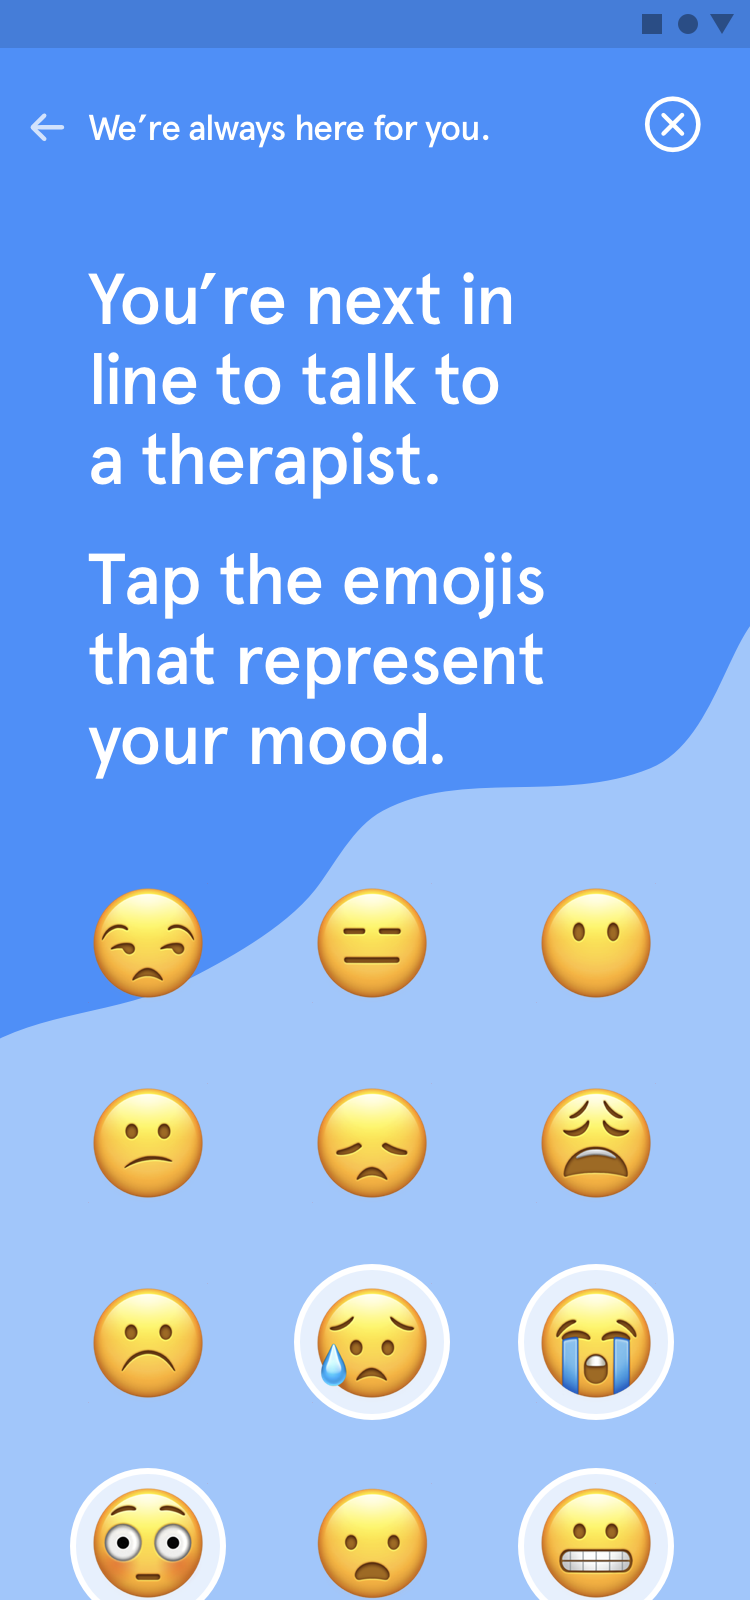 We’re always here for you.
You’re next in
line to talk to
a therapist.
Tap the emojis
that represent
your mood.